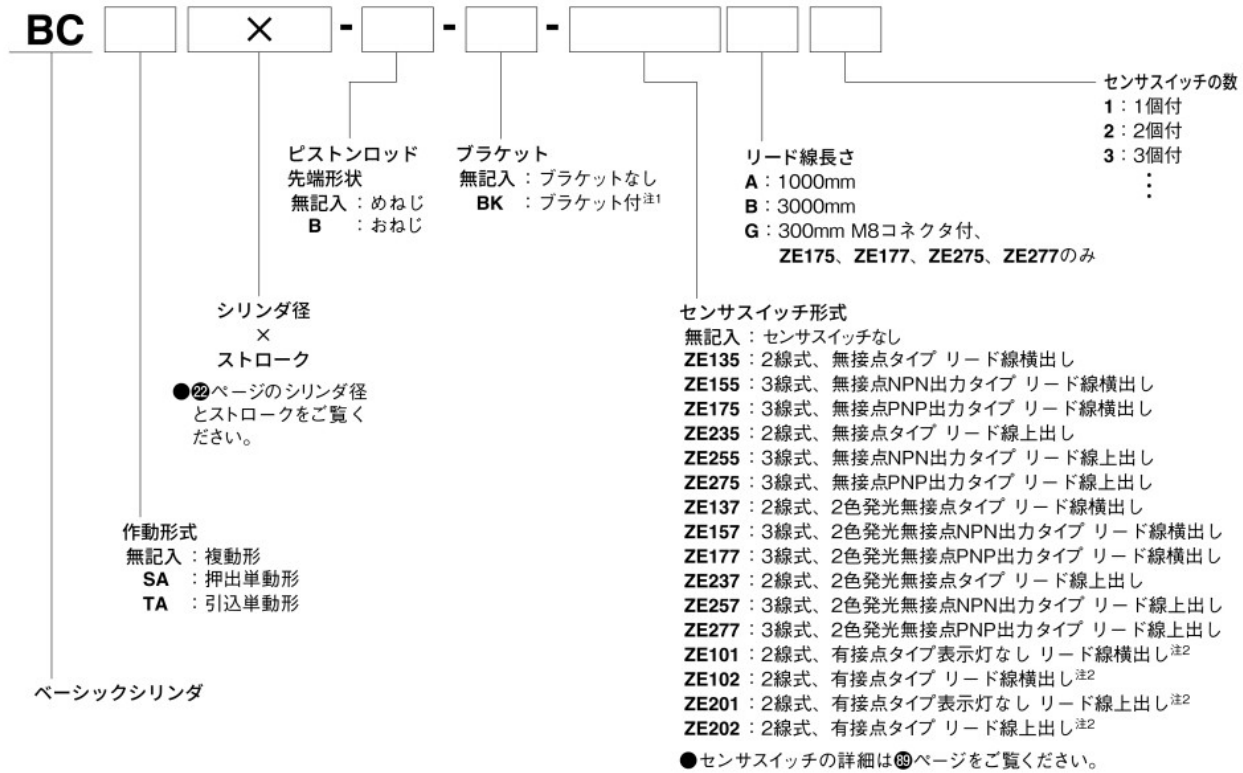 BC × - - -
センサスイッチの数
1：1個付
2：2個付
3：3個付
⋮
リード線長さ
A：1000mm
B：3000mm
G：300mm M8コネクタ付、
ZE175、ZE177、ZE275、ZE277のみ
ピストンロッド
先端形状
無記入：めねじ
B：おねじ
ブラケット
無記入：ブラケットなし
BK：ブラケット付注1
シリンダ径
×
ストローク
●㉒ページのシリンダ径
とストロークをご覧く
ださい。
センサスイッチ形式
無記入：センサスイッチなし
ZE135：2線式、無接点タイプ リード線横出し
ZE155：3線式、無接点NPN出力タイプ リード線横出し
ZE175：3線式、無接点PNP出力タイプ リード線横出し
ZE235：2線式、無接点タイプ リード線上出し
ZE255：3線式、無接点NPN出力タイプ リード線上出し
ZE275：3線式、無接点PNP出力タイプ リード線上出し
ZE137：2線式、2色発光無接点タイプ リード線横出し
ZE157：3線式、2色発光無接点NPN出力タイプ リード線横出し
ZE177：3線式、2色発光無接点PNP出力タイプ リード線横出し
ZE237：2線式、2色発光無接点タイプ リード線上出し
ZE257：3線式、2色発光無接点NPN出力タイプ リード線上出し
ZE277：3線式、2色発光無接点PNP出力タイプ リード線上出し
ZE101：2線式、有接点タイプ表示灯なし リード線横出し注2
ZE102：2線式、有接点タイプ リード線横出し注2
ZE201：2線式、有接点タイプ表示灯なし リード線上出し注2
ZE202：2線式、有接点タイプ リード線上出し注2
●センサスイッチの詳細は89ページをご覧ください。
作動形式
無記入：複動形
SA：押出単動形
TA：引込単動形
ベーシックシリンダ